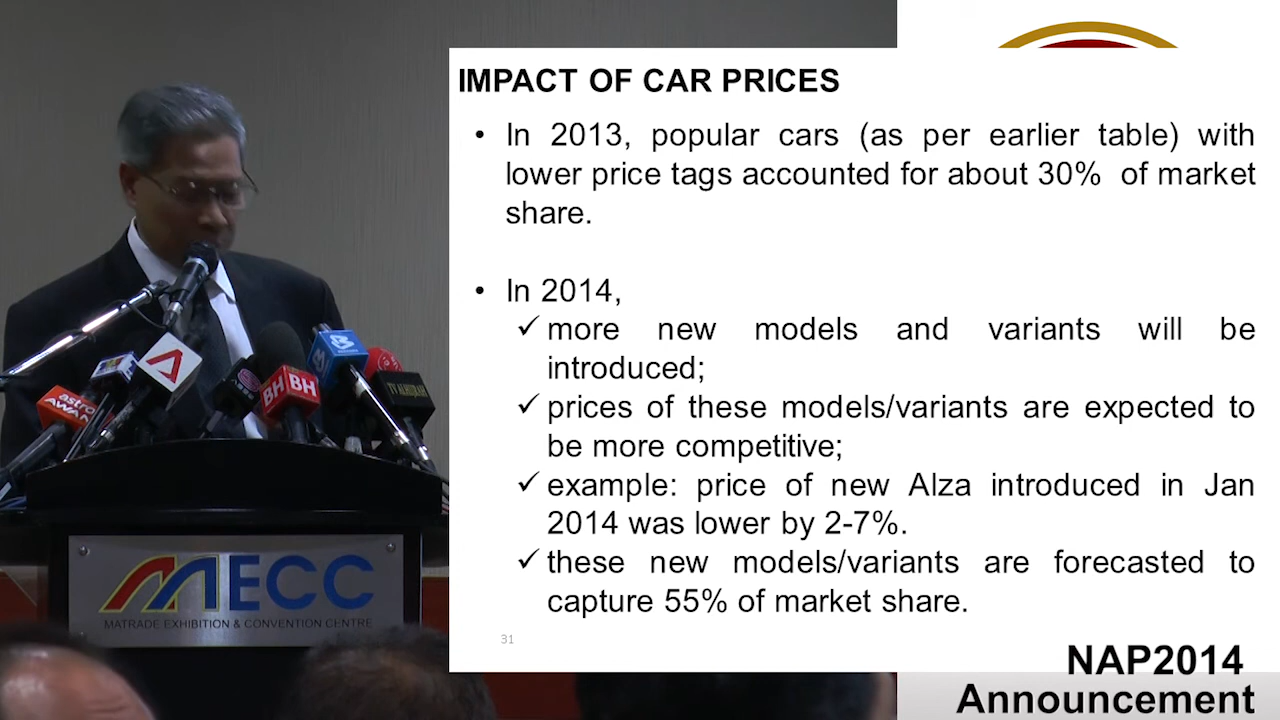 IMPACT OF CAR PRICES
• In 2013, popular cars (as per earlier table) with
lower price tags accounted for about 30% of market
share.
• In 2014,
✓ more new models and variants will be
introduced;
✓ prices of these models/variants are expected to
be more competitive;
✓ example: price of new Alza introduced in Jan
2014 was lower by 2-7%.
✓ these new models/variants are forecasted to
capture 55% of market share.
31
NAP2014
Announcement
astro
AWANI
BH BH
MECC
MATRADE EXHIBITION & CONVENTION CENTRE